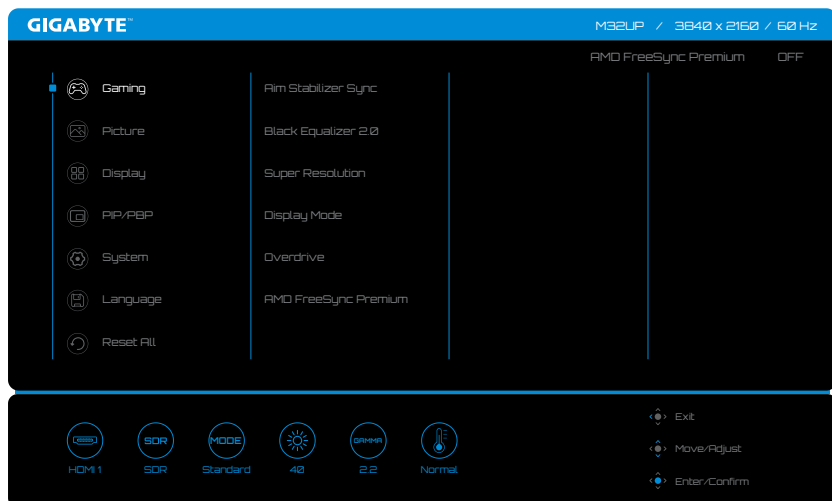 GIGABYTE™
M32UP / 3840 x 2160 / 60 Hz
AMD FreeSync Premium OFF
Gaming
Picture
Display
PIP/PBP
System
Language
Reset All
Aim Stabilizer Sync
Black Equalizer 2.0
Super Resolution
Display Mode
Overdrive
AMD FreeSync Premium
HDMI 1
SDR
SDR
MODE
Standard
40
GAMMA
2.2
Normal
Exit
Move/Adjust
Enter/Confirm